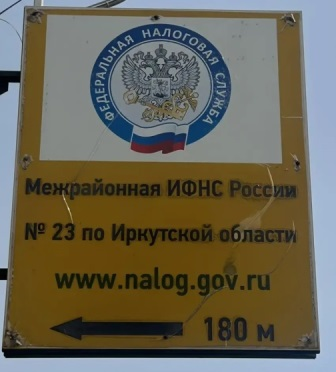 ФЕДЕРАЛЬНАЯ НАЛОГОВАЯ СЛУЖБА
Межрайонная ИФНС России
№ 23 по Иркутской области
www.nalog.gov.ru
180 м